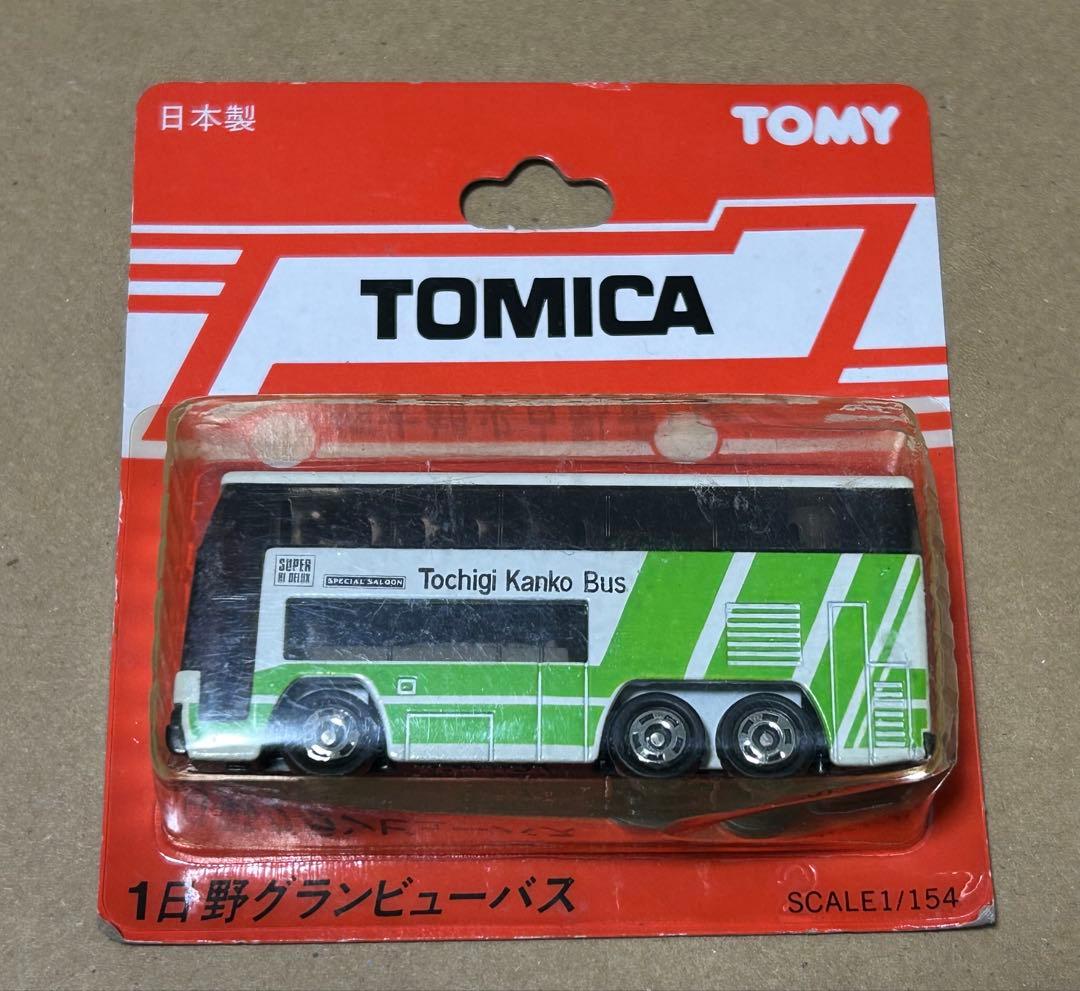 日本製
TOMY
TOMICA
SUPER
HI DELUX
SPECIAL SALOON
Tochigi Kanko Bus
1日野グランビューバス
SCALE1/154